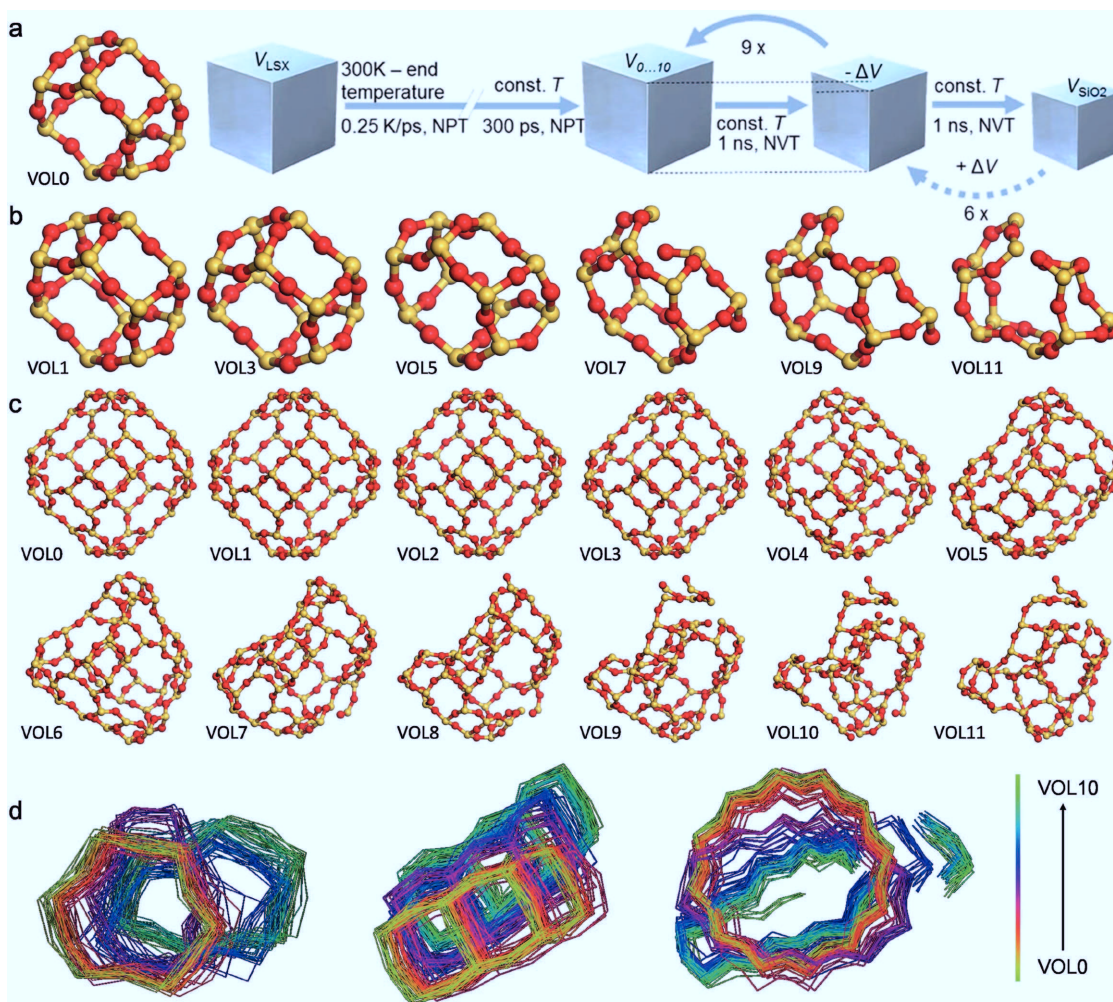 a
VOL0
V_LSX
300K – end
temperature
0.25 K/ps, NPT
const. T
300 ps, NPT
V_0...10
9 x
const. T
1 ns, NVT
- ΔV
const. T
1 ns, NVT
V_SiO2
+ ΔV
6 x
b
VOL1
VOL3
VOL5
VOL7
VOL9
VOL11
c
VOL0
VOL1
VOL2
VOL3
VOL4
VOL5
VOL6
VOL7
VOL8
VOL9
VOL10
VOL11
d
VOL10
VOL0